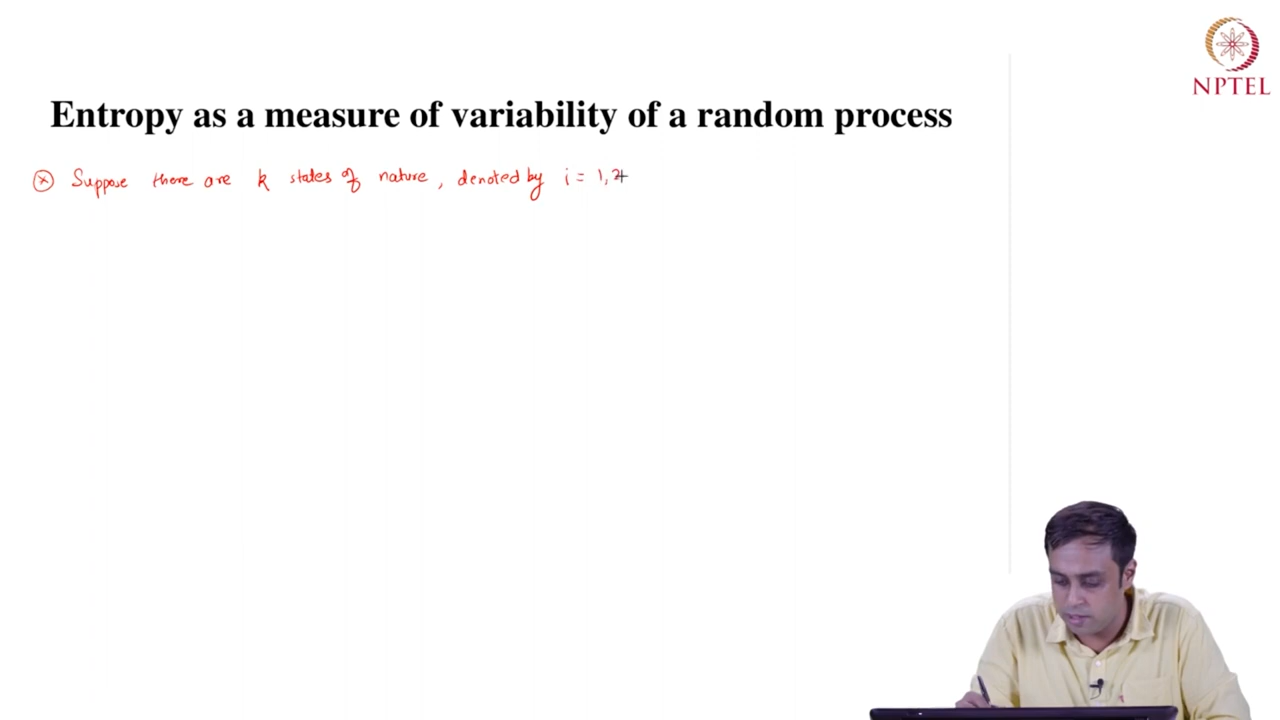 NPTEL
Entropy as a measure of variability of a random process
Suppose there are k states of nature, denoted by i = 1, 2